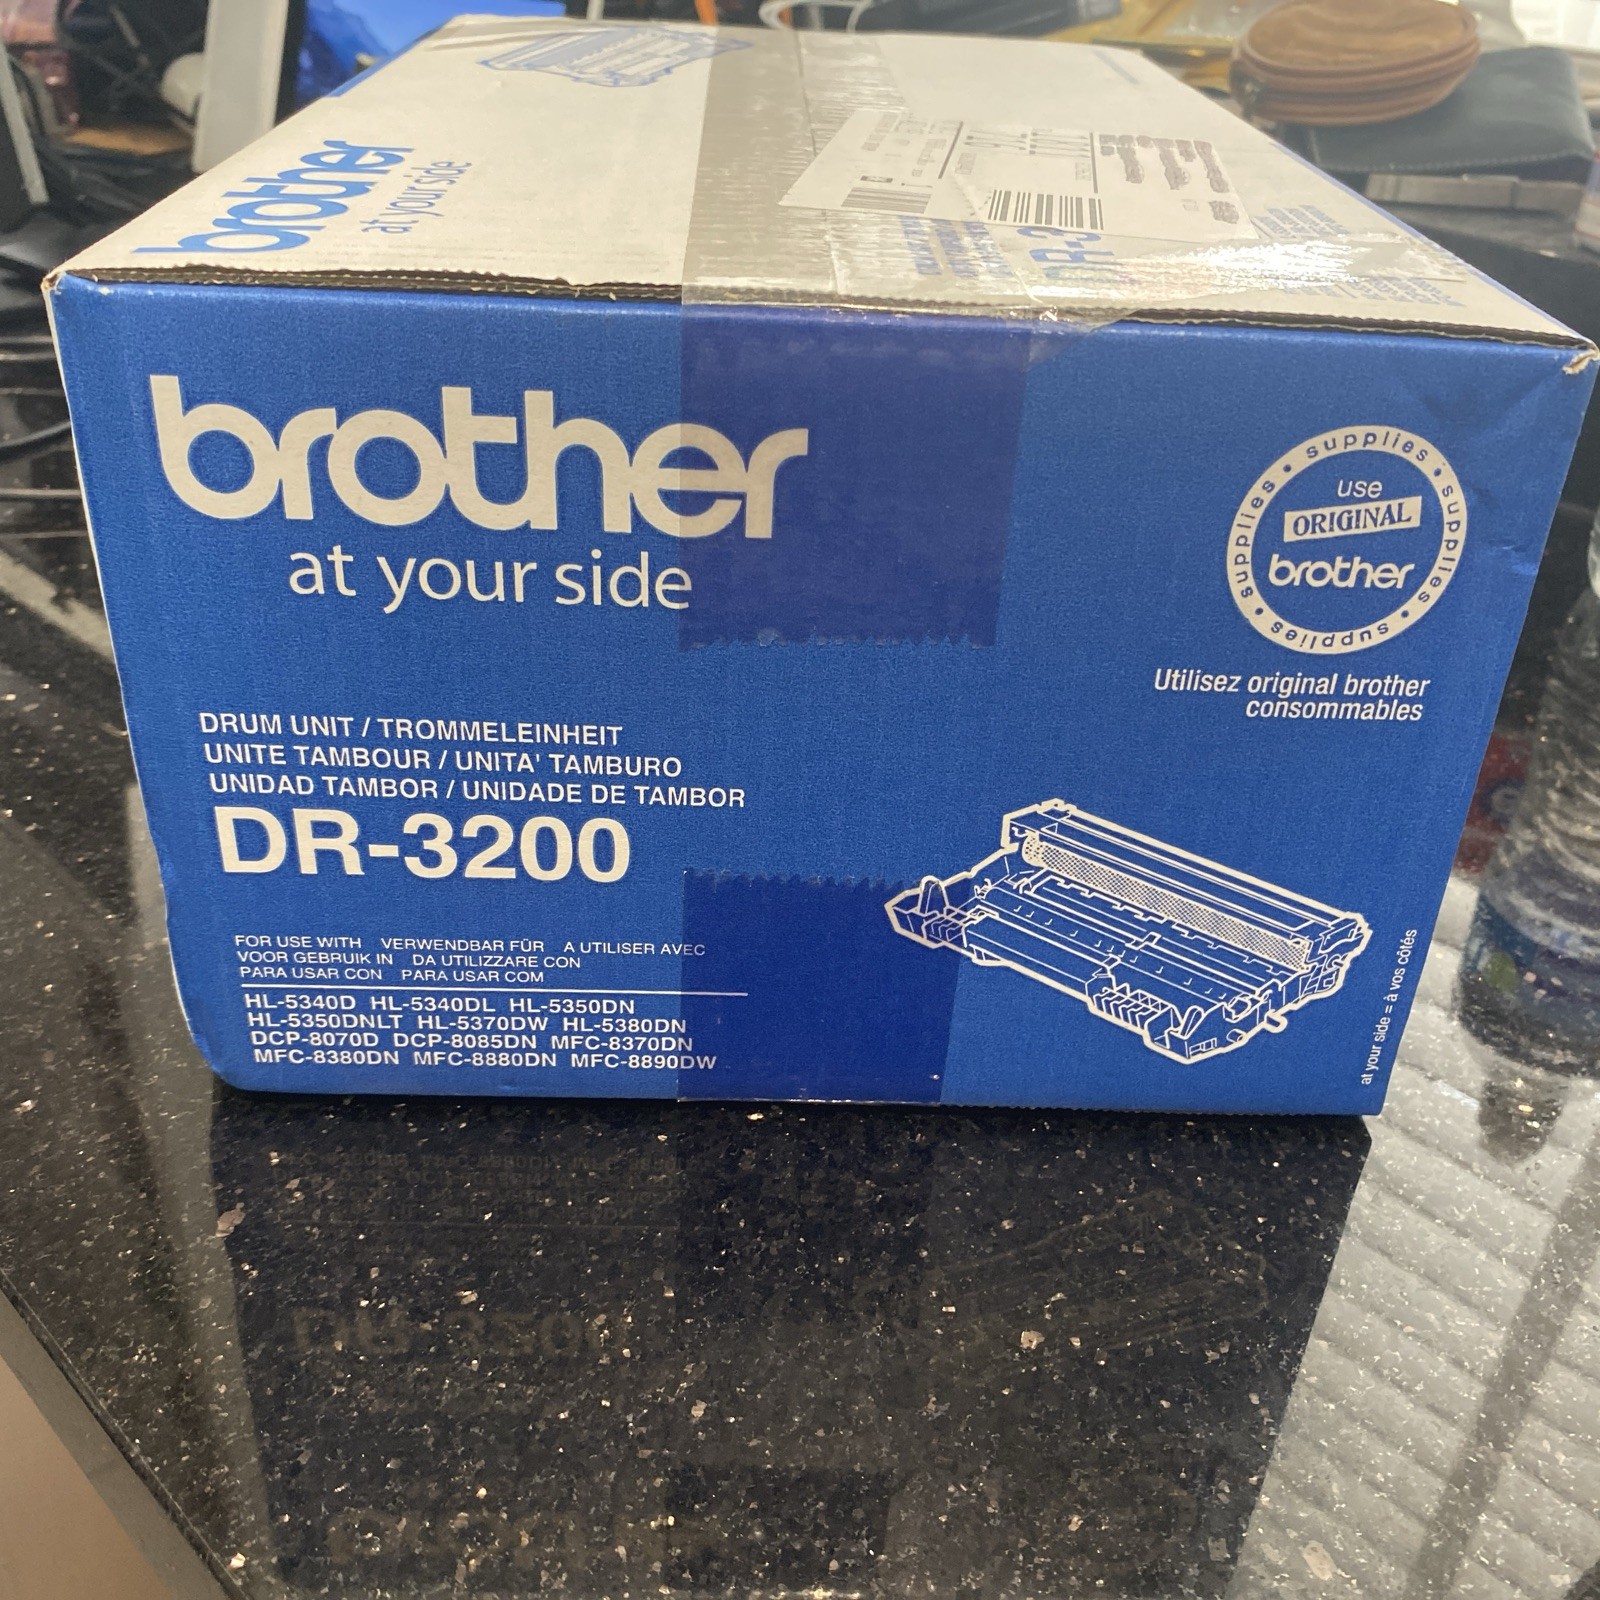 brother
at your side
DR-3
brother
at your side
supplies • supplies • supplies • supplies •
use
ORIGINAL
brother
Utilisez original brother
consommables
DRUM UNIT / TROMMELEINHEIT
UNITE TAMBOUR / UNITA' TAMBURO
UNIDAD TAMBOR / UNIDADE DE TAMBOR
DR-3200
FOR USE WITH VERWENDBAR FÜR A UTILISER AVEC
VOOR GEBRUIK IN DA UTILIZZARE CON
PARA USAR CON PARA USAR COM
HL-5340D HL-5340DL HL-5350DN
HL-5350DNLT HL-5370DW HL-5380DN
DCP-8070D DCP-8085DN MFC-8370DN
MFC-8380DN MFC-8880DN MFC-8890DW
at your side = à vos côtés